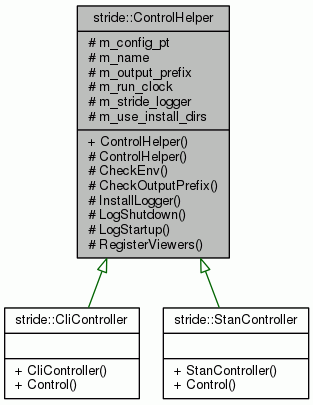 stride::ControlHelper
# m_config_pt
# m_name
# m_output_prefix
# m_run_clock
# m_stride_logger
# m_use_install_dirs
+ ControlHelper()
# ControlHelper()
# CheckEnv()
# CheckOutputPrefix()
# InstallLogger()
# LogShutdown()
# LogStartup()
# RegisterViewers()
stride::CliController
+ CliController()
+ Control()
stride::StanController
+ StanController()
+ Control()